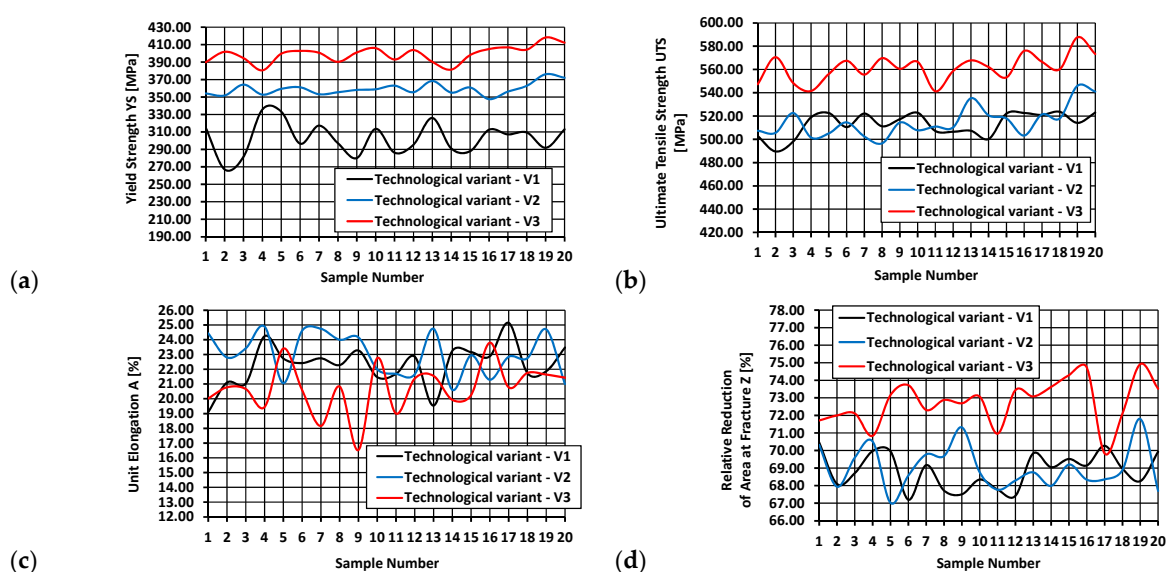 430.00
410.00
390.00
370.00
350.00
330.00
310.00
290.00
270.00
250.00
230.00
210.00
190.00
Yield Strength YS [MPa]
Technological variant - V1
Technological variant - V2
Technological variant - V3
1 2 3 4 5 6 7 8 9 10 11 12 13 14 15 16 17 18 19 20
Sample Number
(a)
600.00
580.00
560.00
540.00
520.00
500.00
480.00
460.00
440.00
420.00
Ultimate Tensile Strength UTS
[MPa]
Technological variant - V1
Technological variant - V2
Technological variant - V3
1 2 3 4 5 6 7 8 9 10 11 12 13 14 15 16 17 18 19 20
Sample Number
(b)
26.00
25.00
24.00
23.00
22.00
21.00
20.00
19.00
18.00
17.00
16.00
15.00
14.00
13.00
12.00
Unit Elongation A [%]
Technological variant - V1
Technological variant - V2
Technological variant - V3
1 2 3 4 5 6 7 8 9 10 11 12 13 14 15 16 17 18 19 20
Sample Number
(c)
78.00
76.00
74.00
72.00
70.00
68.00
66.00
Relative Reduction
of Area at Fracture Z [%]
Technological variant - V1
Technological variant - V2
Technological variant - V3
1 2 3 4 5 6 7 8 9 10 11 12 13 14 15 16 17 18 19 20
Sample Number
(d)